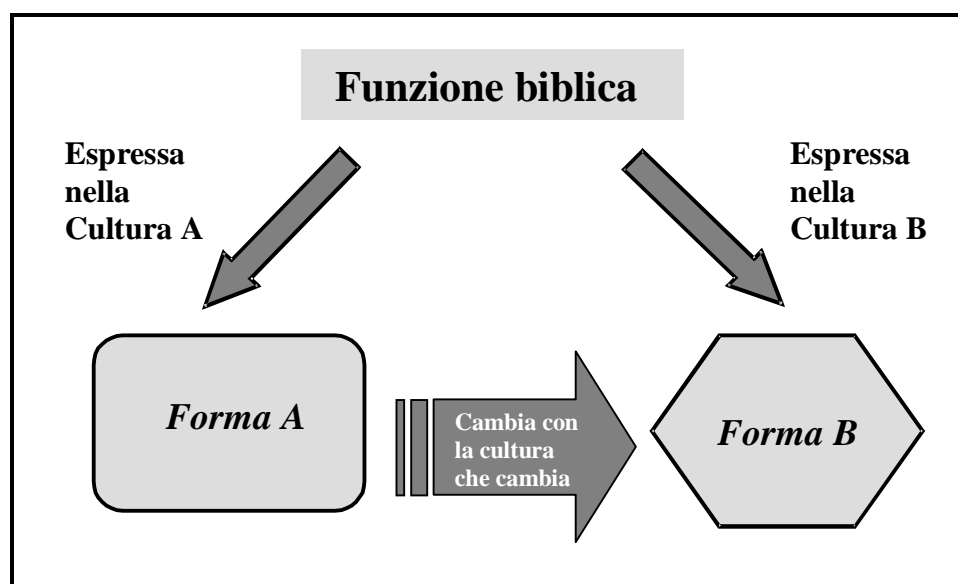 Funzione biblica
Espressa
nella
Cultura A
Espressa
nella
Cultura B
Forma A
Cambia con
la cultura
che cambia
Forma B